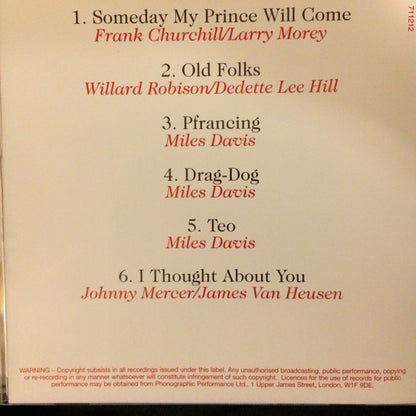 1. Someday My Prince Will Come
Frank Churchill/Larry Morey
2. Old Folks
Willard Robison/Dedette Lee Hill
3. Pfrancing
Miles Davis
4. Drag-Dog
Miles Davis
5. Teo
Miles Davis
6. I Thought About You
Johnny Mercer/James Van Heusen
711212
WARNING – Copyright subsists in all recordings issued under this label. Any unauthorised broadcasting, public performance, copying
or re-recording in any manner whatsoever will constitute infringement of such copyright. Licences for the use of records for public
performance may be obtained from Phonographic Performance Ltd., 1 Upper James Street, London, W1F 9DE.